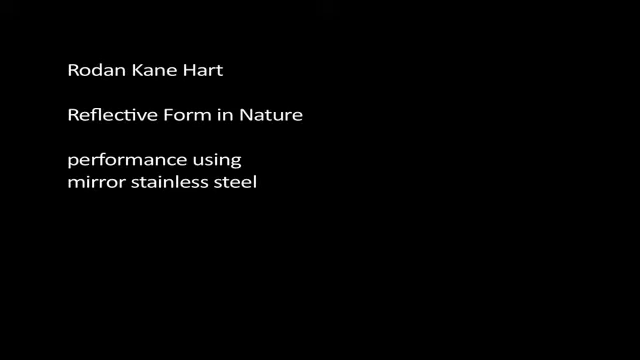 Rodan Kane Hart
Reflective Form in Nature
performance using
mirror stainless steel